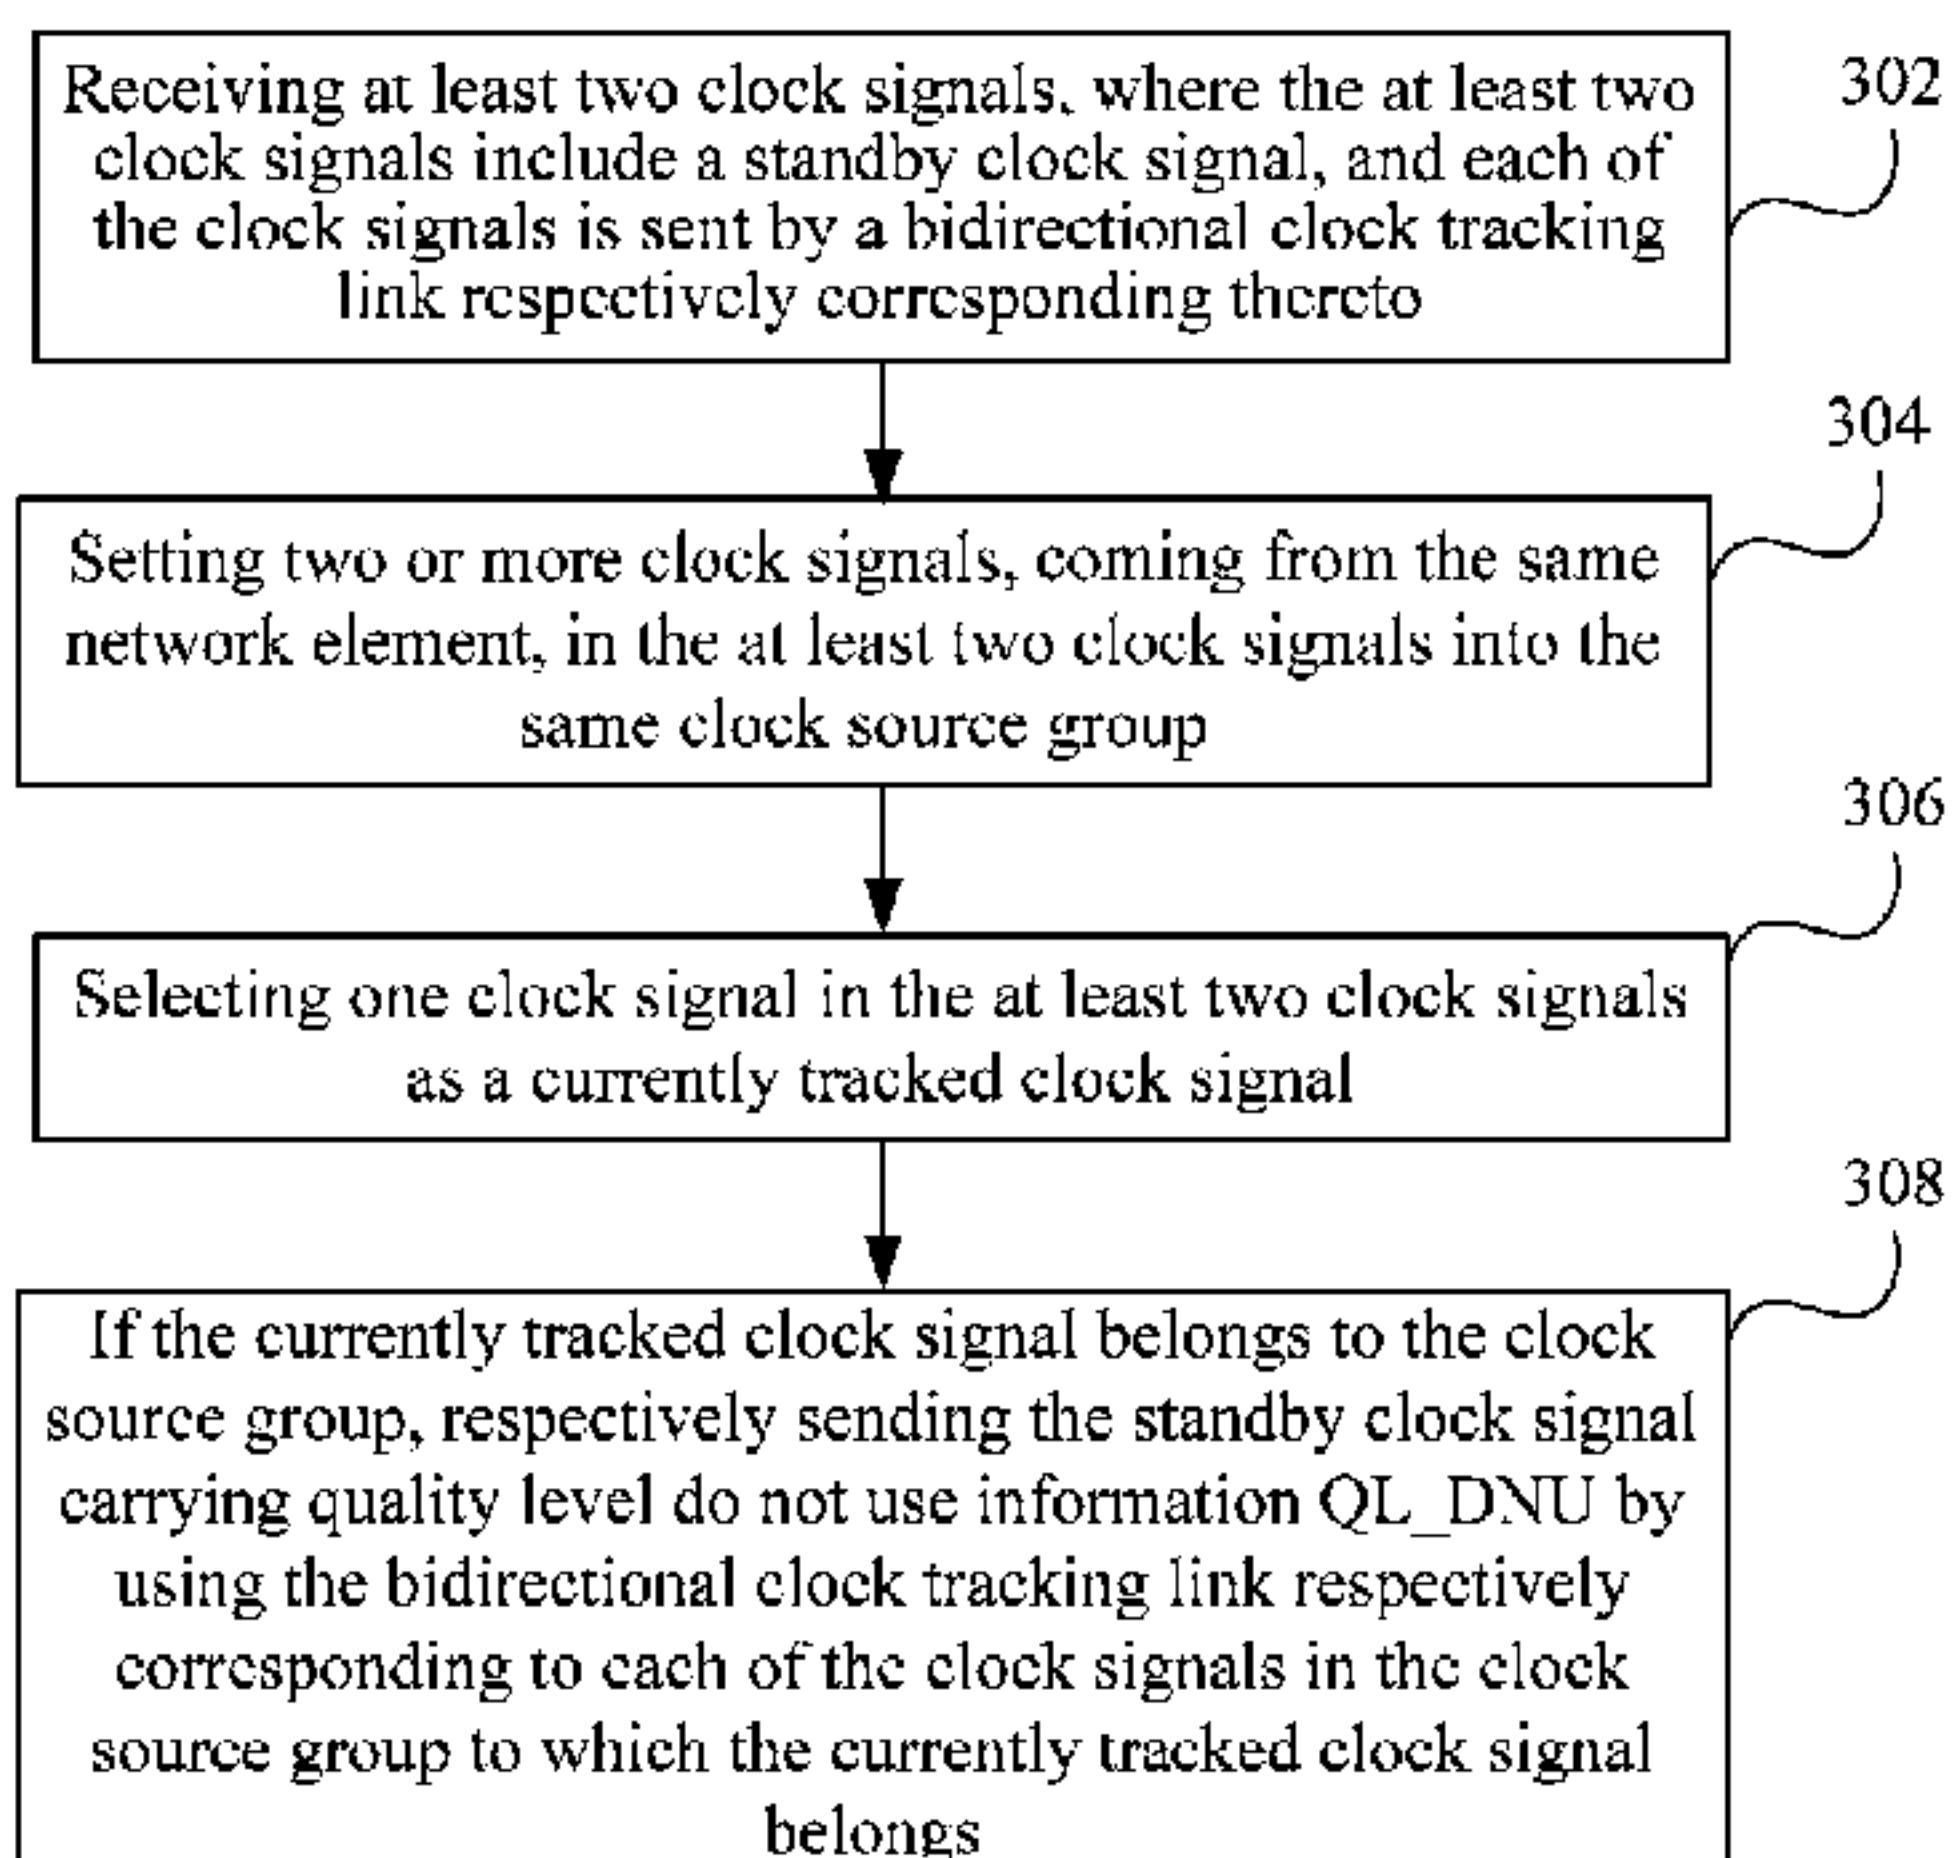 Receiving at least two clock signals, where the at least two
clock signals include a standby clock signal, and each of
the clock signals is sent by a bidirectional clock tracking
link respectively corresponding thereto
302
304
Setting two or more clock signals, coming from the same
network element, in the at least two clock signals into the
same clock source group
306
Selecting one clock signal in the at least two clock signals
as a currently tracked clock signal
308
If the currently tracked clock signal belongs to the clock
source group, respectively sending the standby clock signal
carrying quality level do not use information QL_DNU by
using the bidirectional clock tracking link respectively
corresponding to each of the clock signals in the clock
source group to which the currently tracked clock signal
belongs